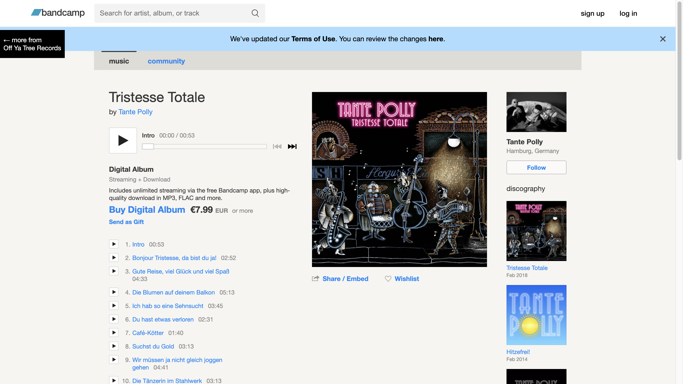 bandcamp
Search for artist, album, or track
sign up
log in
← more from
Off Ya Tree Records
We've updated our Terms of Use. You can review the changes here.
music
community
Tristesse Totale
by Tante Polly
Intro 00:00 / 00:53
Digital Album
Streaming + Download
Includes unlimited streaming via the free Bandcamp app, plus high-
quality download in MP3, FLAC and more.
Buy Digital Album €7.99 EUR or more
Send as Gift
1. Intro 00:53
2. Bonjour Tristesse, da bist du ja! 02:52
3. Gute Reise, viel Glück und viel Spaß
04:33
4. Die Blumen auf deinem Balkon 05:13
5. Ich hab so eine Sehnsucht 03:45
6. Du hast etwas verloren 02:31
7. Café-Kötter 01:40
8. Suchst du Gold 03:13
9. Wir müssen ja nicht gleich joggen
gehen 04:41
10. Die Tänzerin im Stahlwerk 03:13
TANTE POLLY
TRISTESSE TOTALE
Share / Embed
Wishlist
Tante Polly
Hamburg, Germany
Follow
discography
TANTE POLLY
TRISTESSE TOTALE
Tristesse Totale
Feb 2018
TANTE
POLLY
Hitzefrei!
Feb 2014